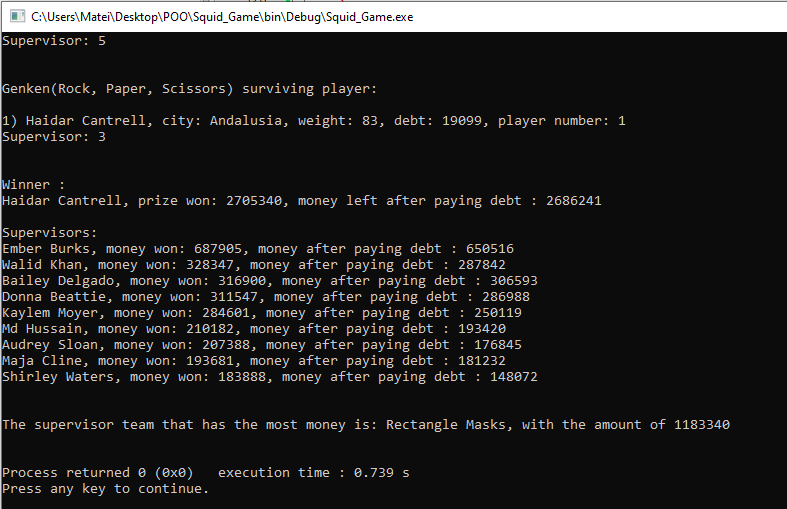 C:\Users\Matei\Desktop\POO\Squid_Game\bin\Debug\Squid_Game.exe
Supervisor: 5
Genken(Rock, Paper, Scissors) surviving player:
1) Haidar Cantrell, city: Andalusia, weight: 83, debt: 19099, player number: 1
Supervisor: 3
Winner :
Haidar Cantrell, prize won: 2705340, money left after paying debt : 2686241
Supervisors:
Ember Burks, money won: 687905, money after paying debt : 650516
Walid Khan, money won: 328347, money after paying debt : 287842
Bailey Delgado, money won: 316900, money after paying debt : 306593
Donna Beattie, money won: 311547, money after paying debt : 286988
Kaylem Moyer, money won: 284601, money after paying debt : 250119
Md Hussain, money won: 210182, money after paying debt : 193420
Audrey Sloan, money won: 207388, money after paying debt : 176845
Maja Cline, money won: 193681, money after paying debt : 181232
Shirley Waters, money won: 183888, money after paying debt : 148072
The supervisor team that has the most money is: Rectangle Masks, with the amount of 1183340
Process returned 0 (0x0)   execution time : 0.739 s
Press any key to continue.